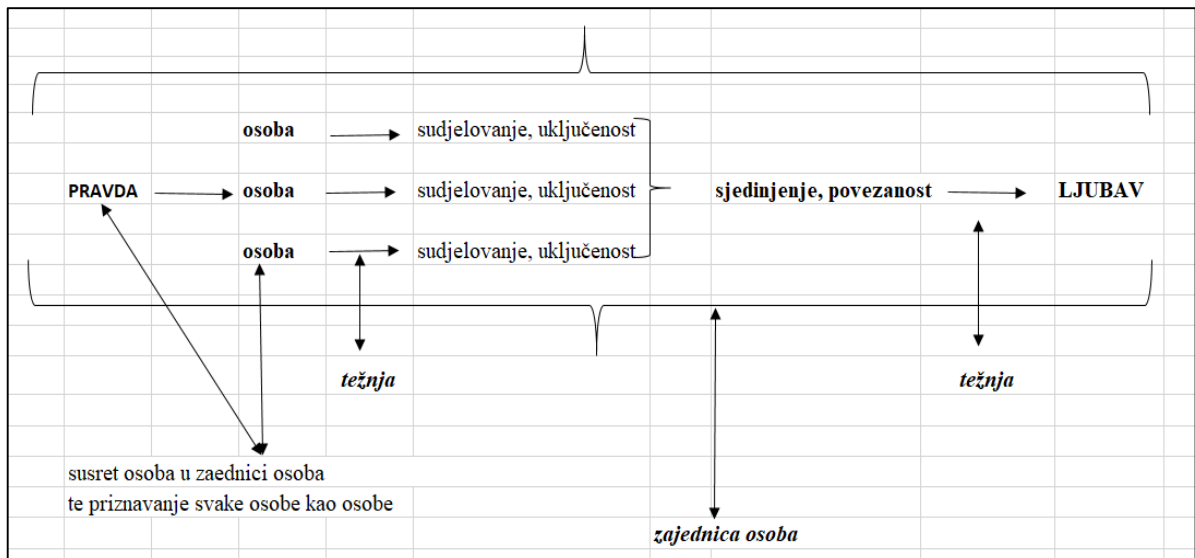 osoba sudjelovanje, uključenost
PRAVDA osoba sudjelovanje, uključenost sjedinjenje, povezanost LJUBAV
osoba sudjelovanje, uključenost
težnja težnja
susret osoba u zaednici osoba
te priznavanje svake osobe kao osobe
zajednica osoba